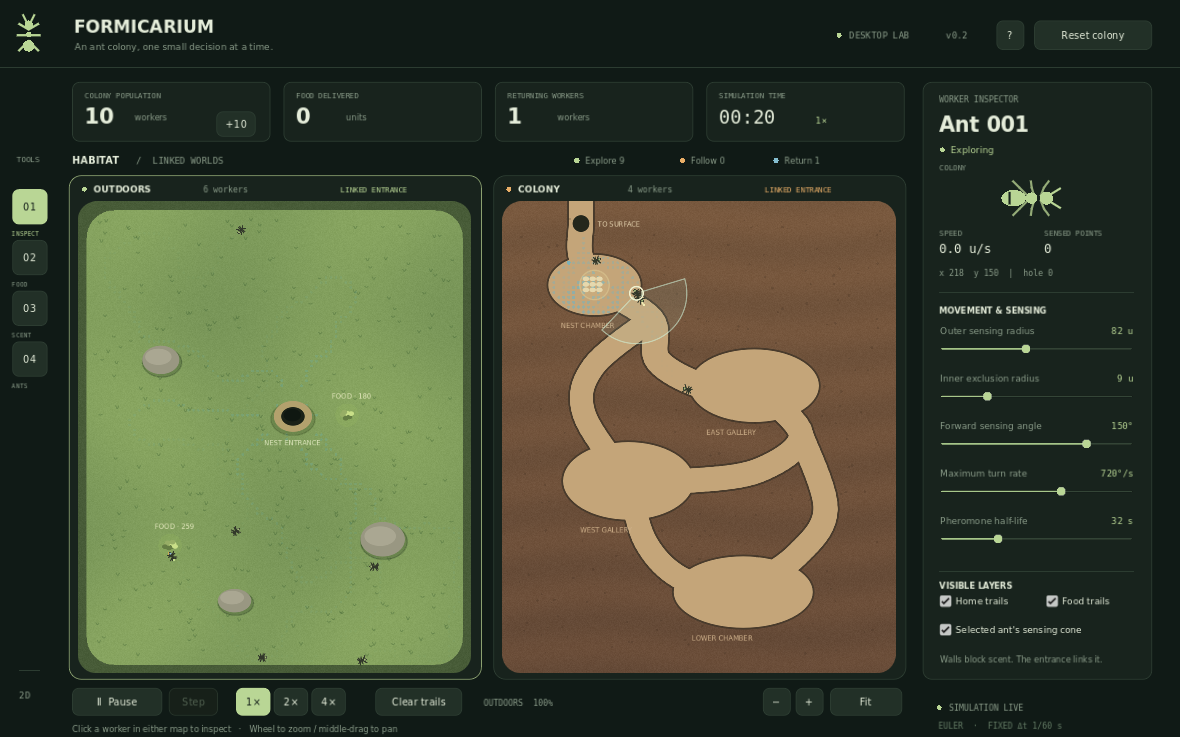 FORMICARIUM
An ant colony, one small decision at a time.
DESKTOP LAB v0.2 ? Reset colony
COLONY POPULATION
10 workers +10
FOOD DELIVERED
0 units
RETURNING WORKERS
1 workers
SIMULATION TIME
00:20 1×
HABITAT / LINKED WORLDS
Explore 9 Follow 0 Return 1
TOOLS
01
INSPECT
02
FOOD
03
SCENT
04
ANTS
2D
OUTDOORS 6 workers LINKED ENTRANCE
FOOD · 180
NEST ENTRANCE
FOOD · 259
COLONY 4 workers LINKED ENTRANCE
TO SURFACE
NEST CHAMBER
EAST GALLERY
WEST GALLERY
LOWER CHAMBER
WORKER INSPECTOR
Ant 001
Exploring
COLONY
SPEED SENSED POINTS
0.0 u/s 0
x 218 y 150 | hole 0
MOVEMENT & SENSING
Outer sensing radius 82 u
Inner exclusion radius 9 u
Forward sensing angle 150°
Maximum turn rate 720°/s
Pheromone half-life 32 s
VISIBLE LAYERS
Home trails Food trails
Selected ant's sensing cone
Walls block scent. The entrance links it.
Pause Step 1× 2× 4× Clear trails OUTDOORS 100% − + Fit
Click a worker in either map to inspect · Wheel to zoom / middle-drag to pan
SIMULATION LIVE
EULER · FIXED Δt 1/60 s